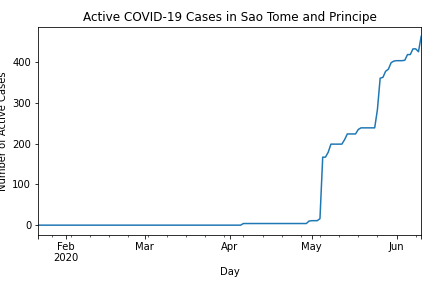 Active COVID-19 Cases in Sao Tome and Principe
Number of Active Cases
400
300
200
100
0
Feb
2020
Mar
Apr
May
Jun
Day